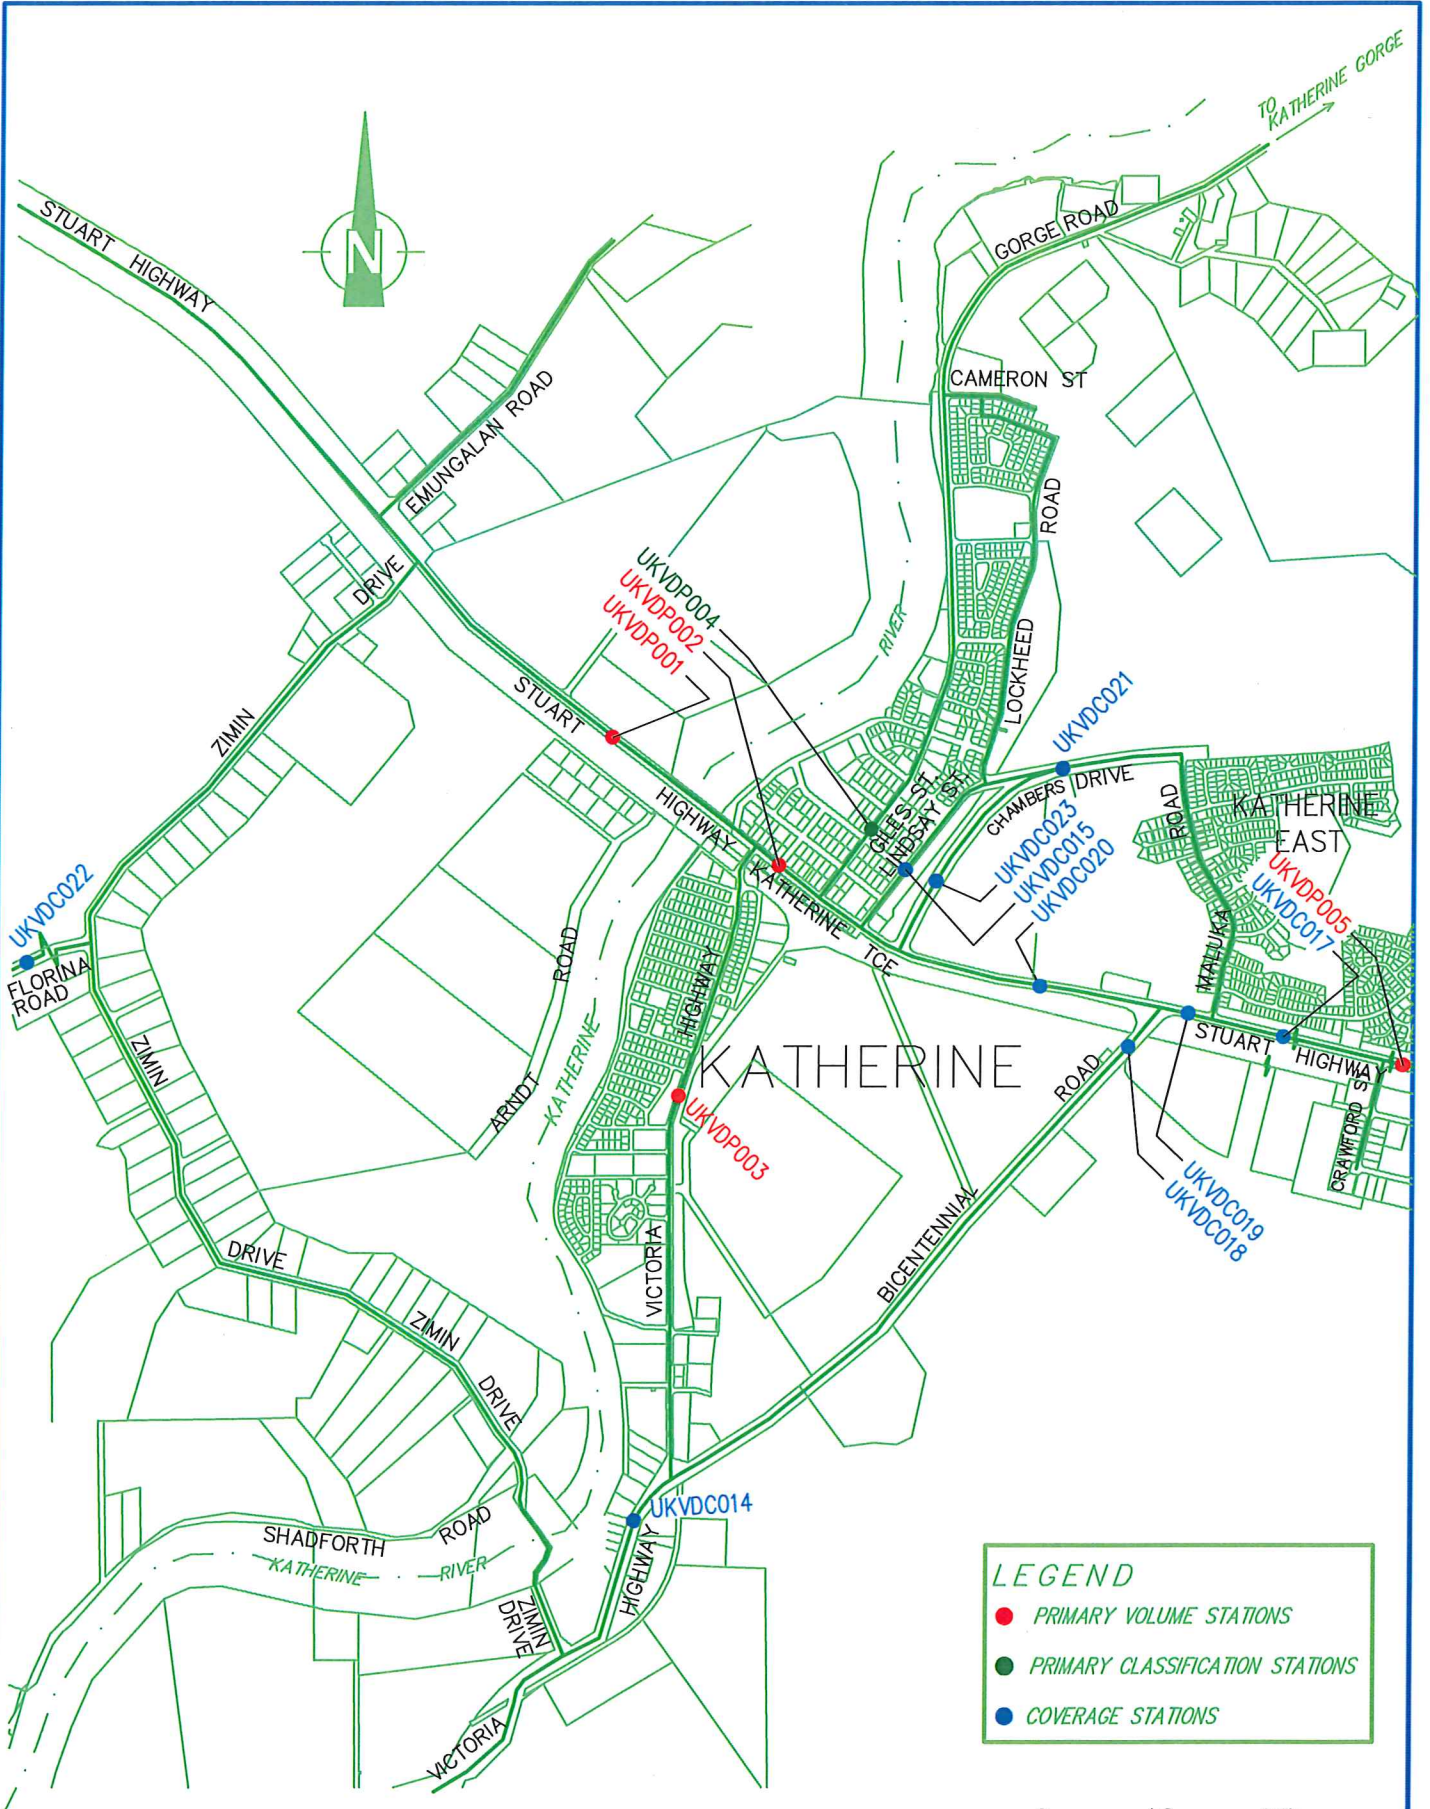 TO
KATHERINE GORGE
STUART HIGHWAY
N
GORGE ROAD
EMUNGALAN ROAD
CAMERON ST
ROAD
DRIVE
UKVDP004
UKVDP002
UKVDP001
RIVER
LOCKHEED
STUART
ZIMIN
UKVDC021
HIGHWAY
GILES ST.
LINDSAY ST.
CHAMBERS DRIVE
ROAD
KATHERINE
EAST
UKVDC023
UKVDC015
UKVDC020
UKVDP005
UKVDC017
UKVDC022
KATHERINE TCE
MALUKA
FLORINA
ROAD
ROAD
HIGHWAY
STUART HIGHWAY
KATHERINE
KATHERINE
ZIMIN
ARNDT
ROAD
CRAWFORD ST
UKVDP003
UKVDC019
UKVDC018
DRIVE
VICTORIA
BICENTENNIAL
ZIMIN
DRIVE
UKVDC014
SHADFORTH ROAD
KATHERINE RIVER
HIGHWAY
ZIMIN
DRIVE
VICTORIA
LEGEND
PRIMARY VOLUME STATIONS
PRIMARY CLASSIFICATION STATIONS
COVERAGE STATIONS